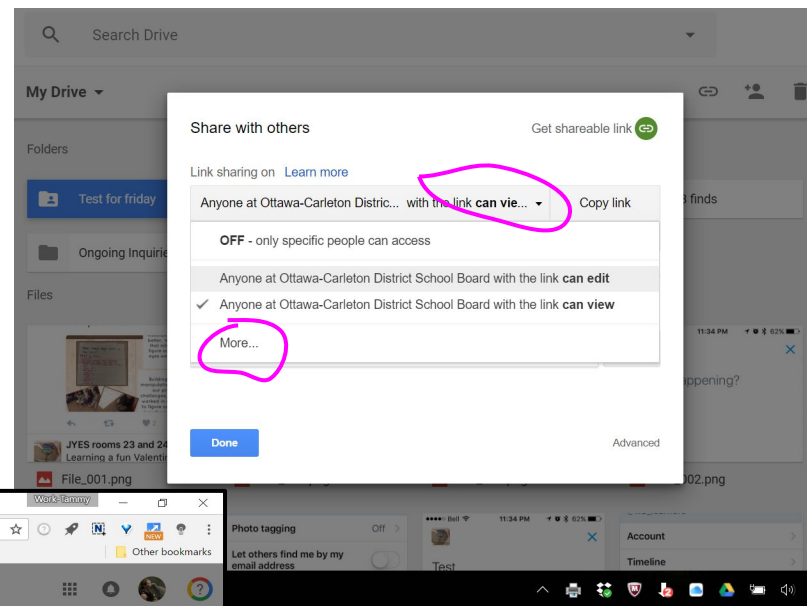 Search Drive
My Drive
Share with others
Get shareable link
Folders
Link sharing on Learn more
Test for friday
Anyone at Ottawa-Carleton Distric... with the link can vie...
Copy link
finds
OFF - only specific people can access
Ongoing Inquirie
Anyone at Ottawa-Carleton District School Board with the link can edit
Files
Anyone at Ottawa-Carleton District School Board with the link can view
11:34 PM 62%
More...
ppening?
Done
Advanced
JYES rooms 23 and 24
Learning a fun Valenti
File_001.png
002.png
Work-Tammy
NEW
Other bookmarks
Photo tagging Off
Bell 11:34 PM 62%
Let others find me by my
email address
Test
Account
Timeline